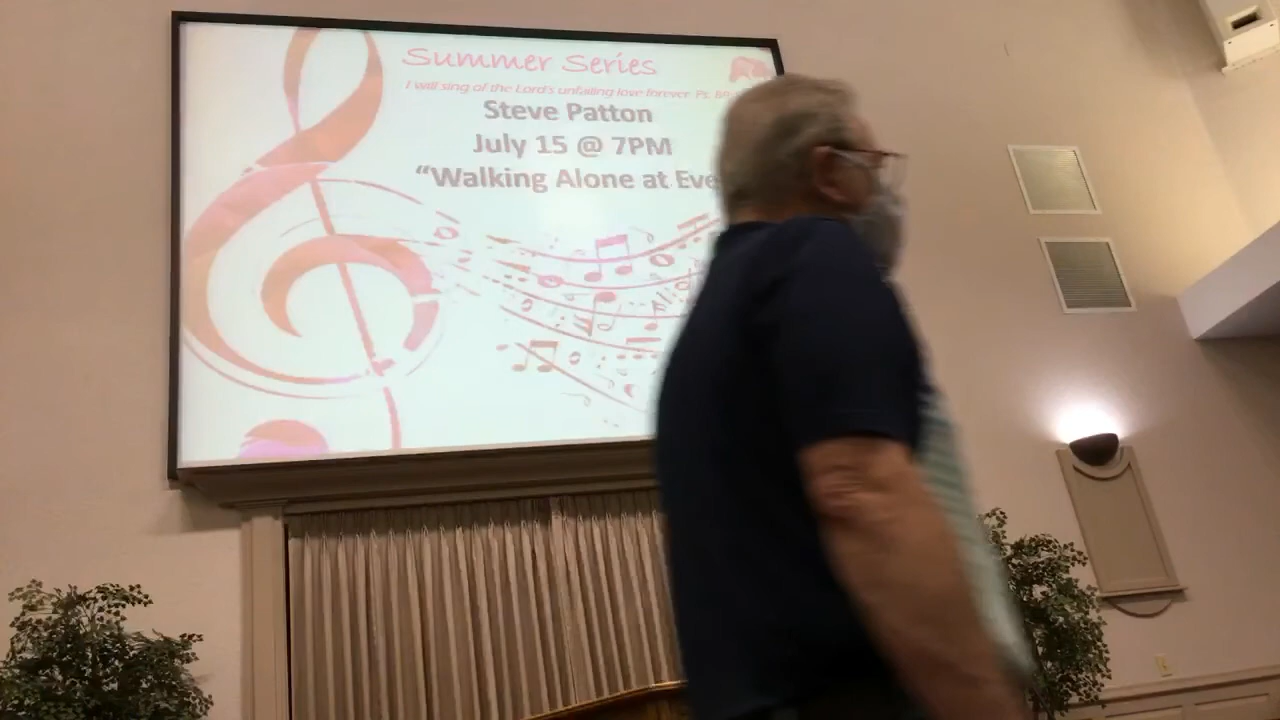 Summer Series
I will sing of the Lord's unfailing love forever. Ps.
Steve Patton
July 15 @ 7PM
“Walking Alone at Eve